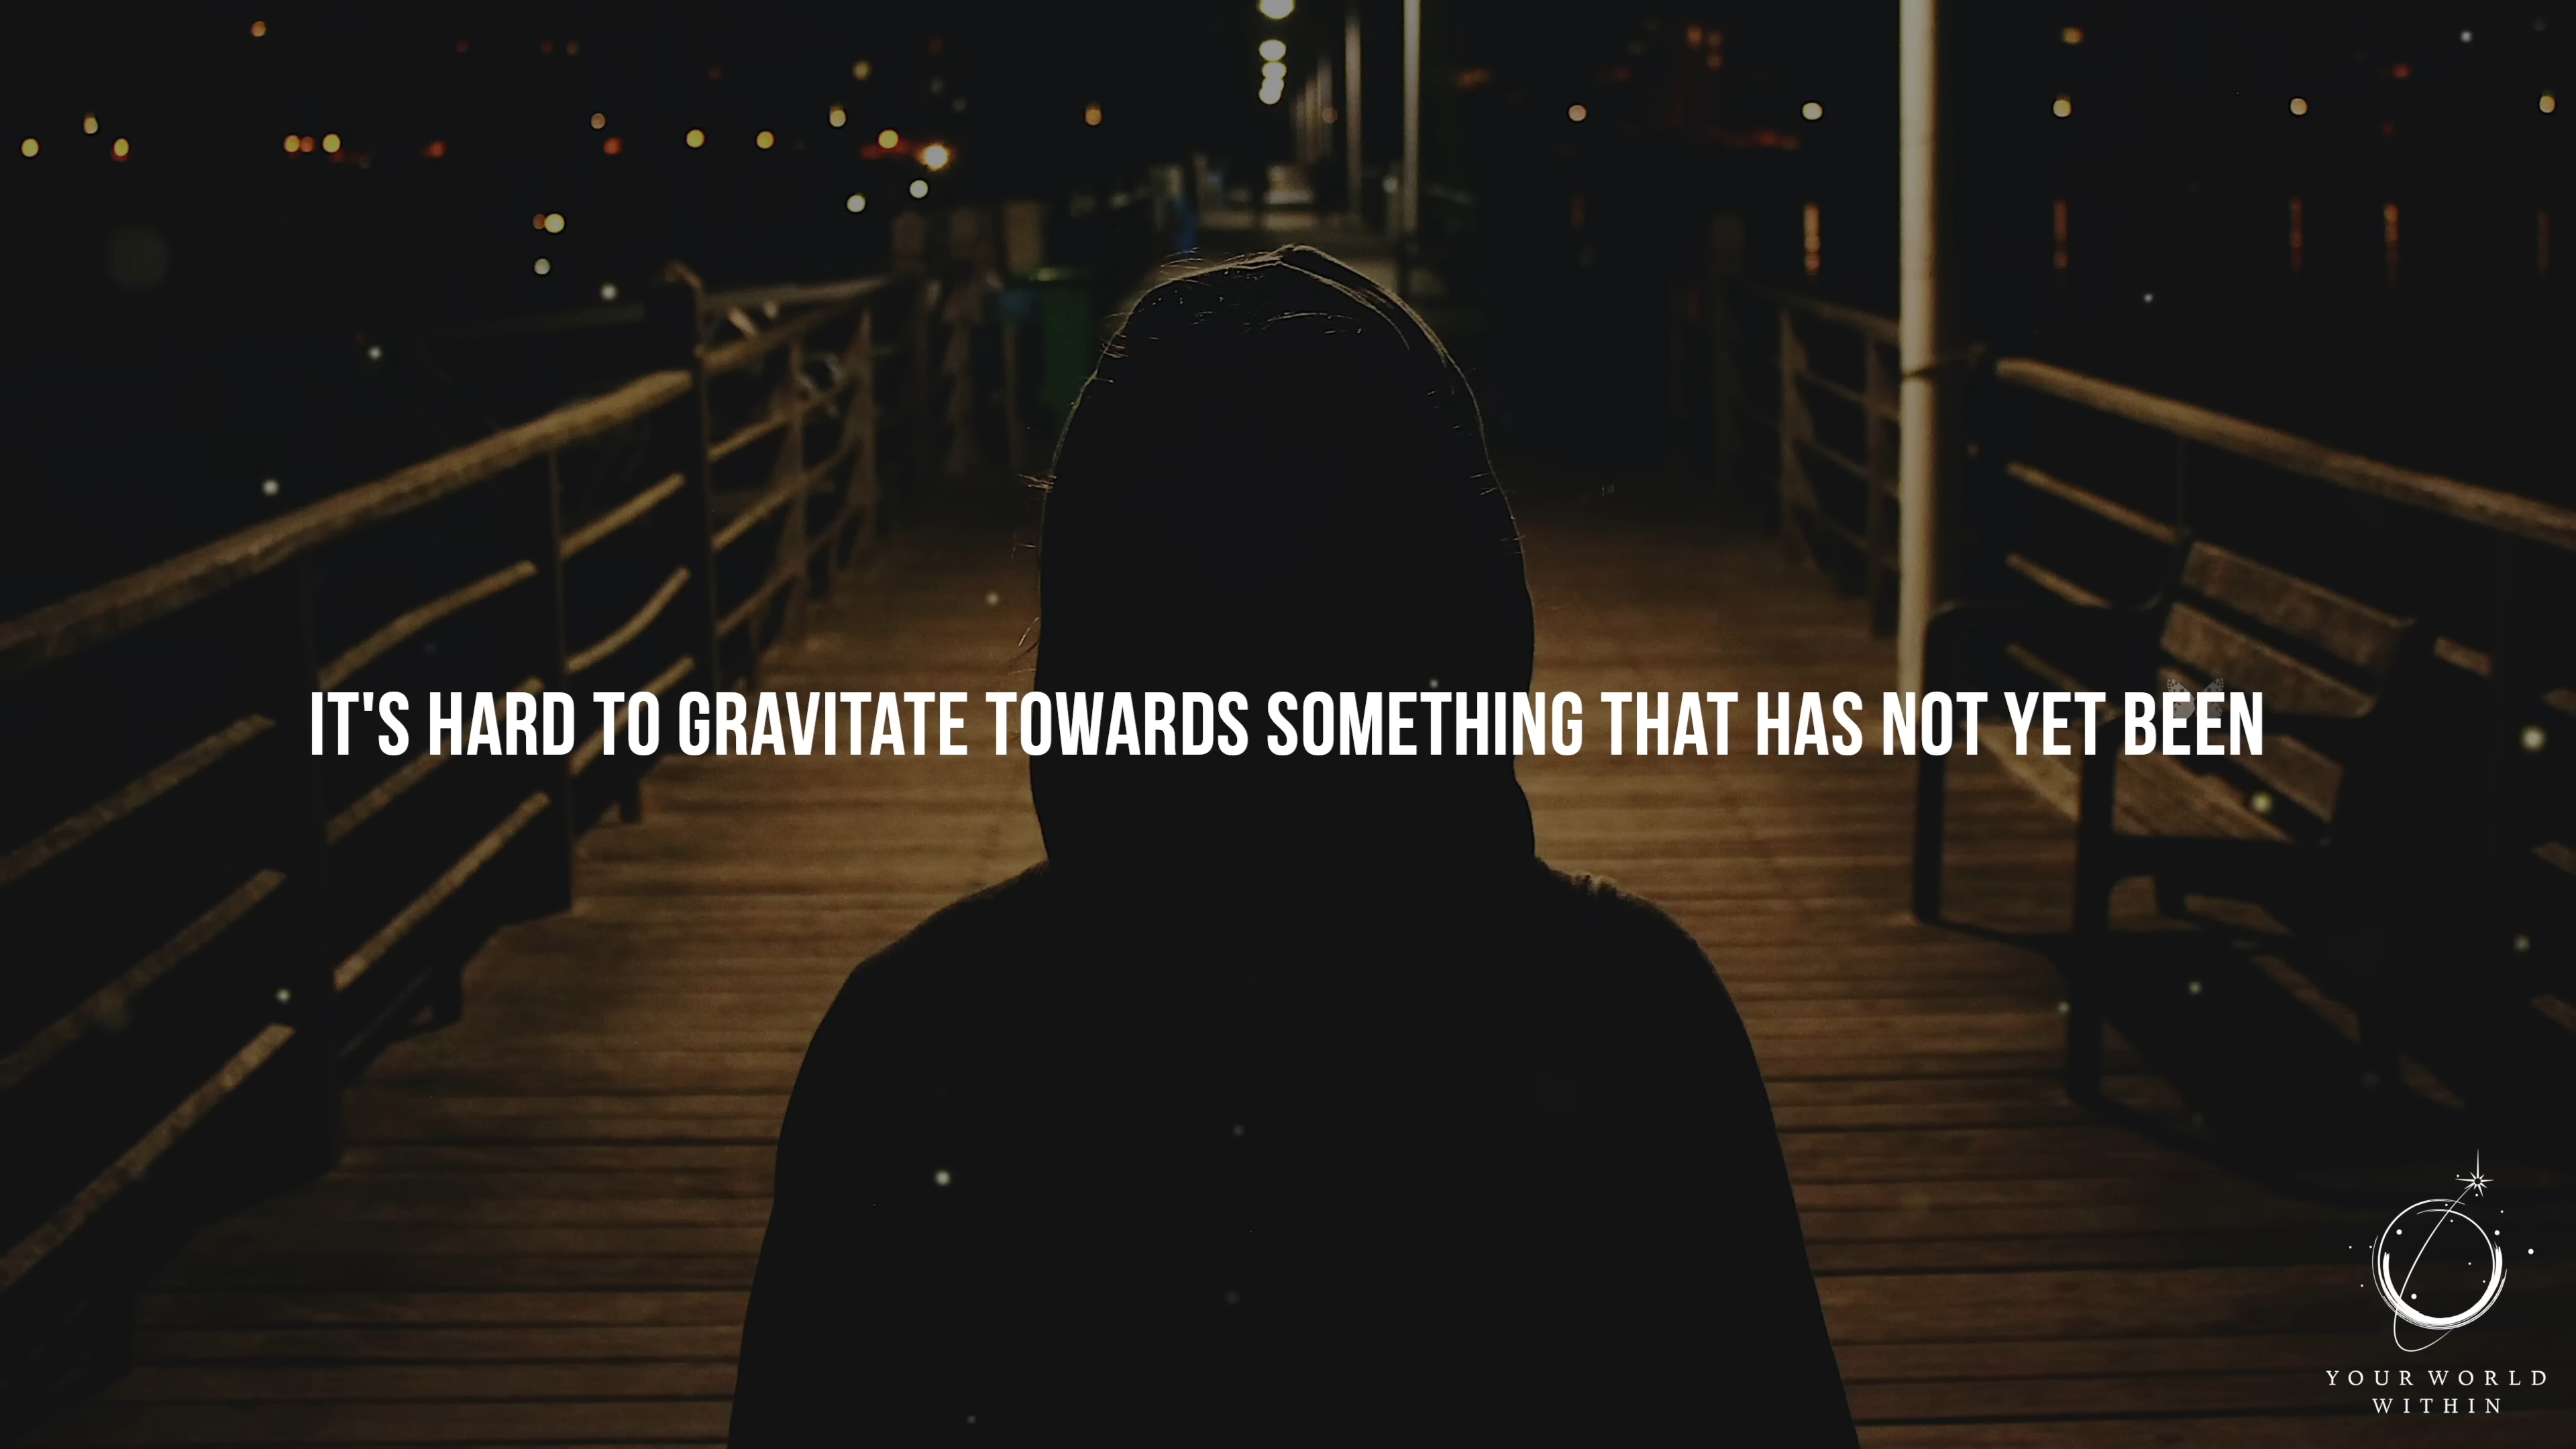 IT'S HARD TO GRAVITATE TOWARDS SOMETHING THAT HAS NOT YET BEEN
YOUR WORLD
WITHIN